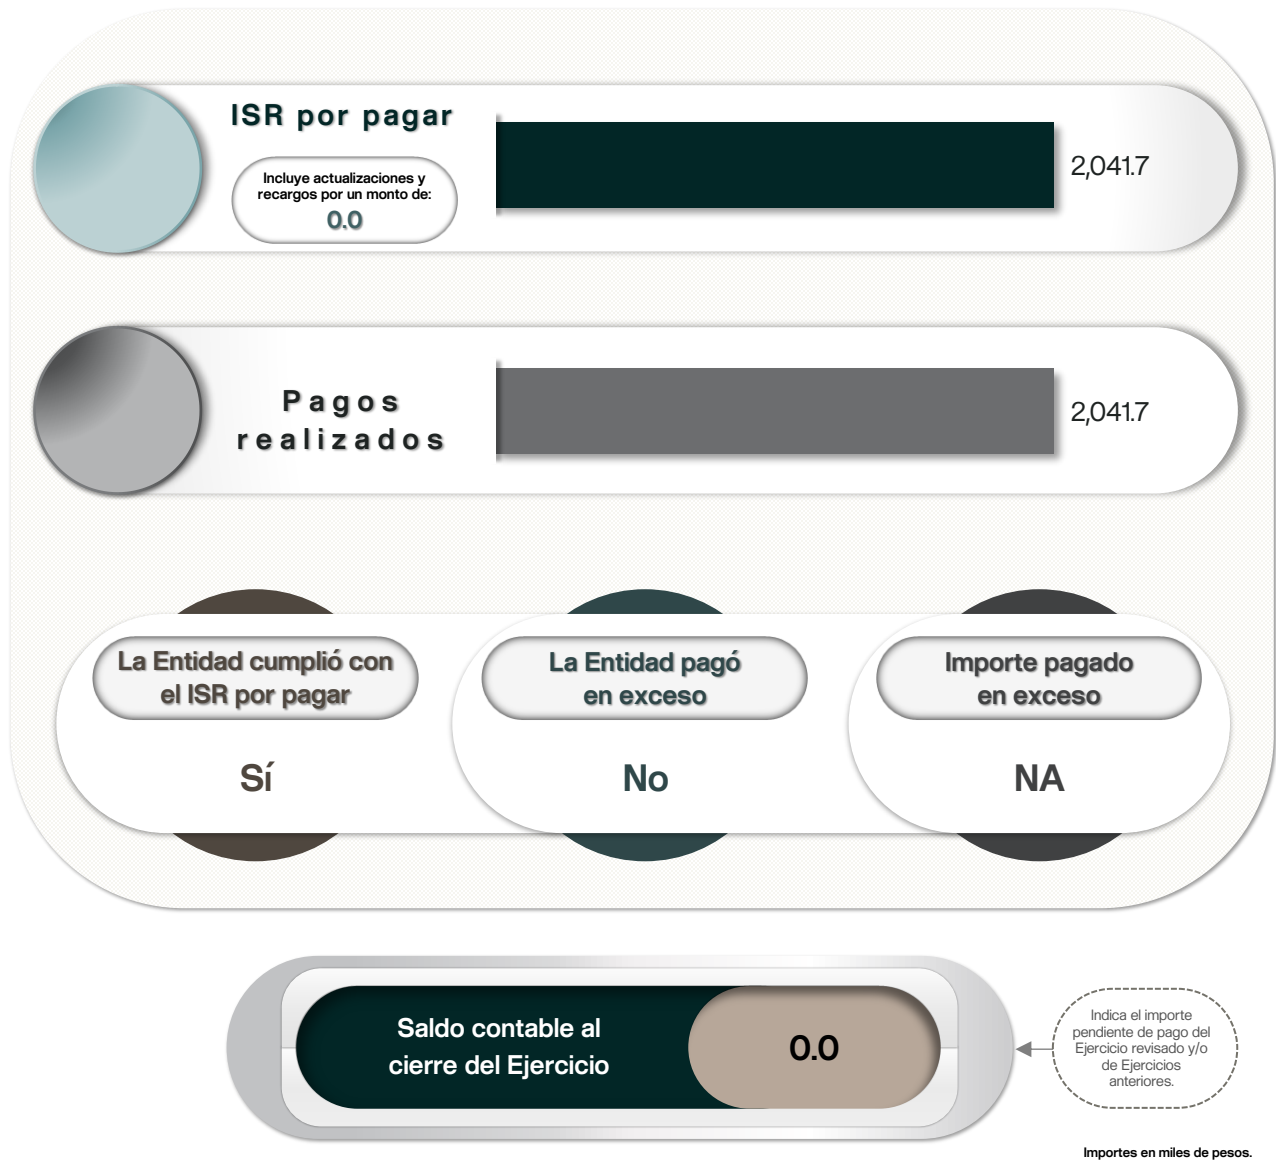 ISR por pagar
Incluye actualizaciones y
recargos por un monto de:
0.0
2,041.7
Pagos
realizados
2,041.7
La Entidad cumplió con
el ISR por pagar
Sí
La Entidad pagó
en exceso
No
Importe pagado
en exceso
NA
Saldo contable al
cierre del Ejercicio
0.0
Indica el importe
pendiente de pago del
Ejercicio revisado y/o
de Ejercicios
anteriores.
Importes en miles de pesos.